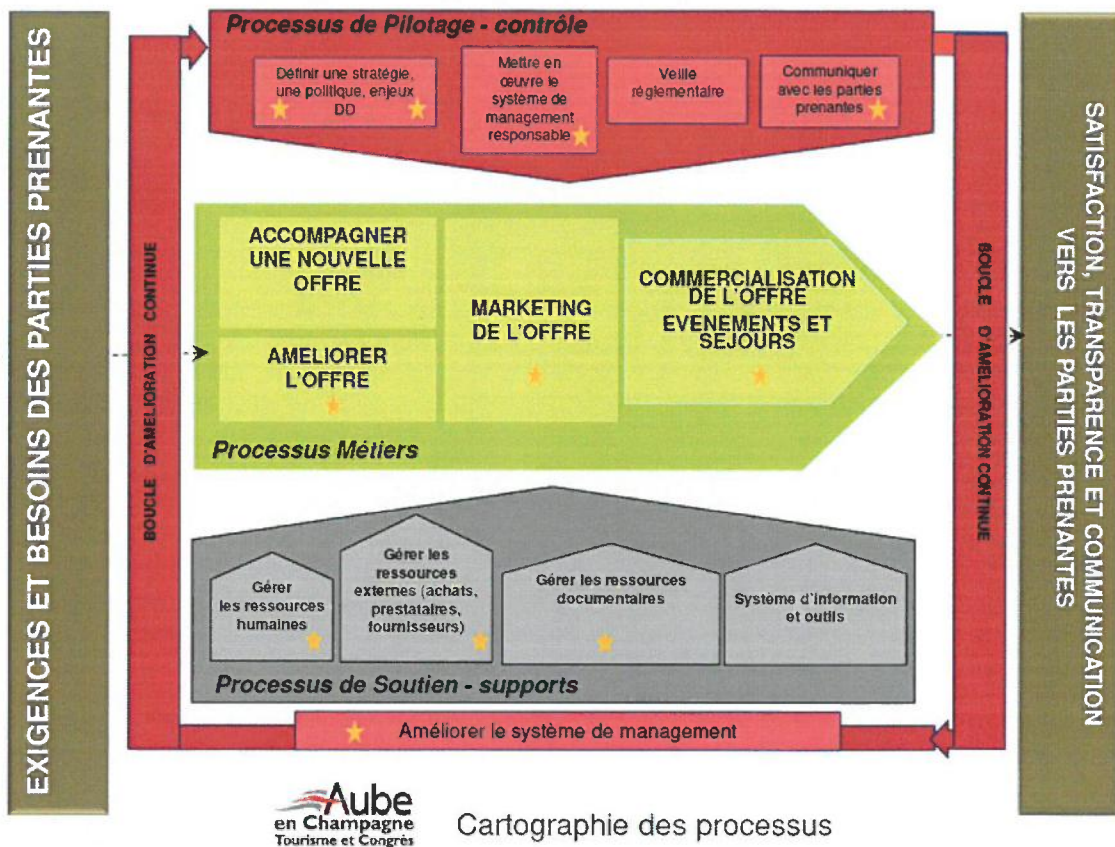 EXIGENCES ET BESOINS DES PARTIES PRENANTES
BOUCLE D'AMELIORATION CONTINUE
Processus de Pilotage - contrôle
Définir une stratégie,
une politique, enjeux
DD
Mettre en
œuvre le
système de
management
responsable
Veille
réglementaire
Communiquer
avec les parties
prenantes
ACCOMPAGNER
UNE NOUVELLE
OFFRE
AMELIORER
L'OFFRE
MARKETING
DE L'OFFRE
COMMERCIALISATION
DE L'OFFRE
EVENEMENTS ET
SEJOURS
Processus Métiers
Gérer
les ressources
humaines
Gérer les
ressources
externes (achats,
prestataires,
fournisseurs)
Gérer les ressources
documentaires
Système d'information
et outils
Processus de Soutien - supports
Améliorer le système de management
BOUCLE D'AMELIORATION CONTINUE
SATISFACTION, TRANSPARENCE ET COMMUNICATION
VERS LES PARTIES PRENANTES
Aube
en Champagne
Tourisme et Congrès
Cartographie des processus